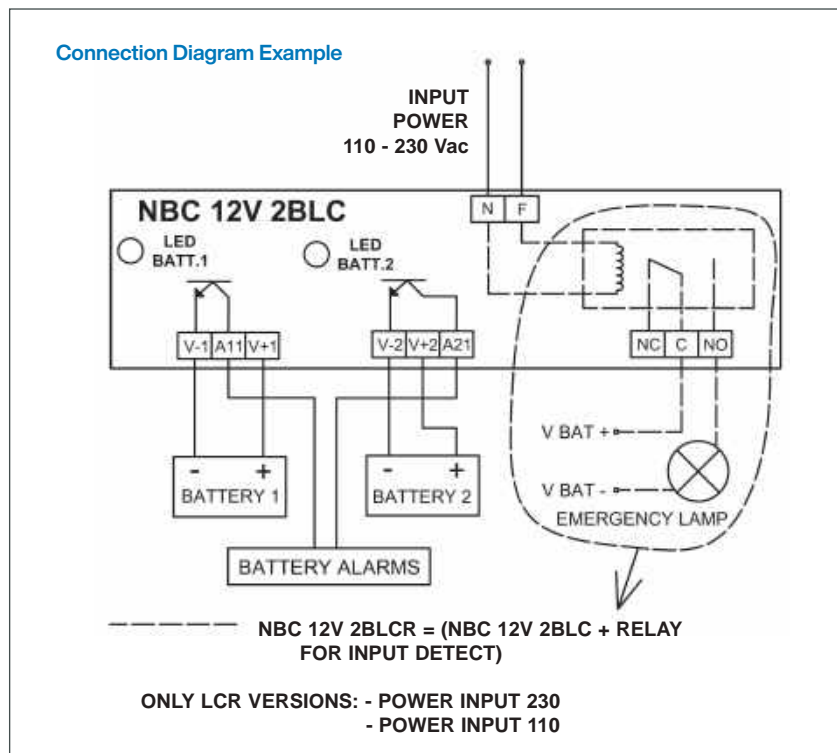 Connection Diagram Example
INPUT
POWER
110 - 230 Vac
NBC 12V 2BLC
N F
LED
BATT.1
LED
BATT.2
V-1 A11 V+1
V-2 V+2 A21
NC C NO
V BAT +
- +
BATTERY 1
- +
BATTERY 2
V BAT -
EMERGENCY LAMP
BATTERY ALARMS
NBC 12V 2BLCR = (NBC 12V 2BLC + RELAY
FOR INPUT DETECT)
ONLY LCR VERSIONS: - POWER INPUT 230
- POWER INPUT 110